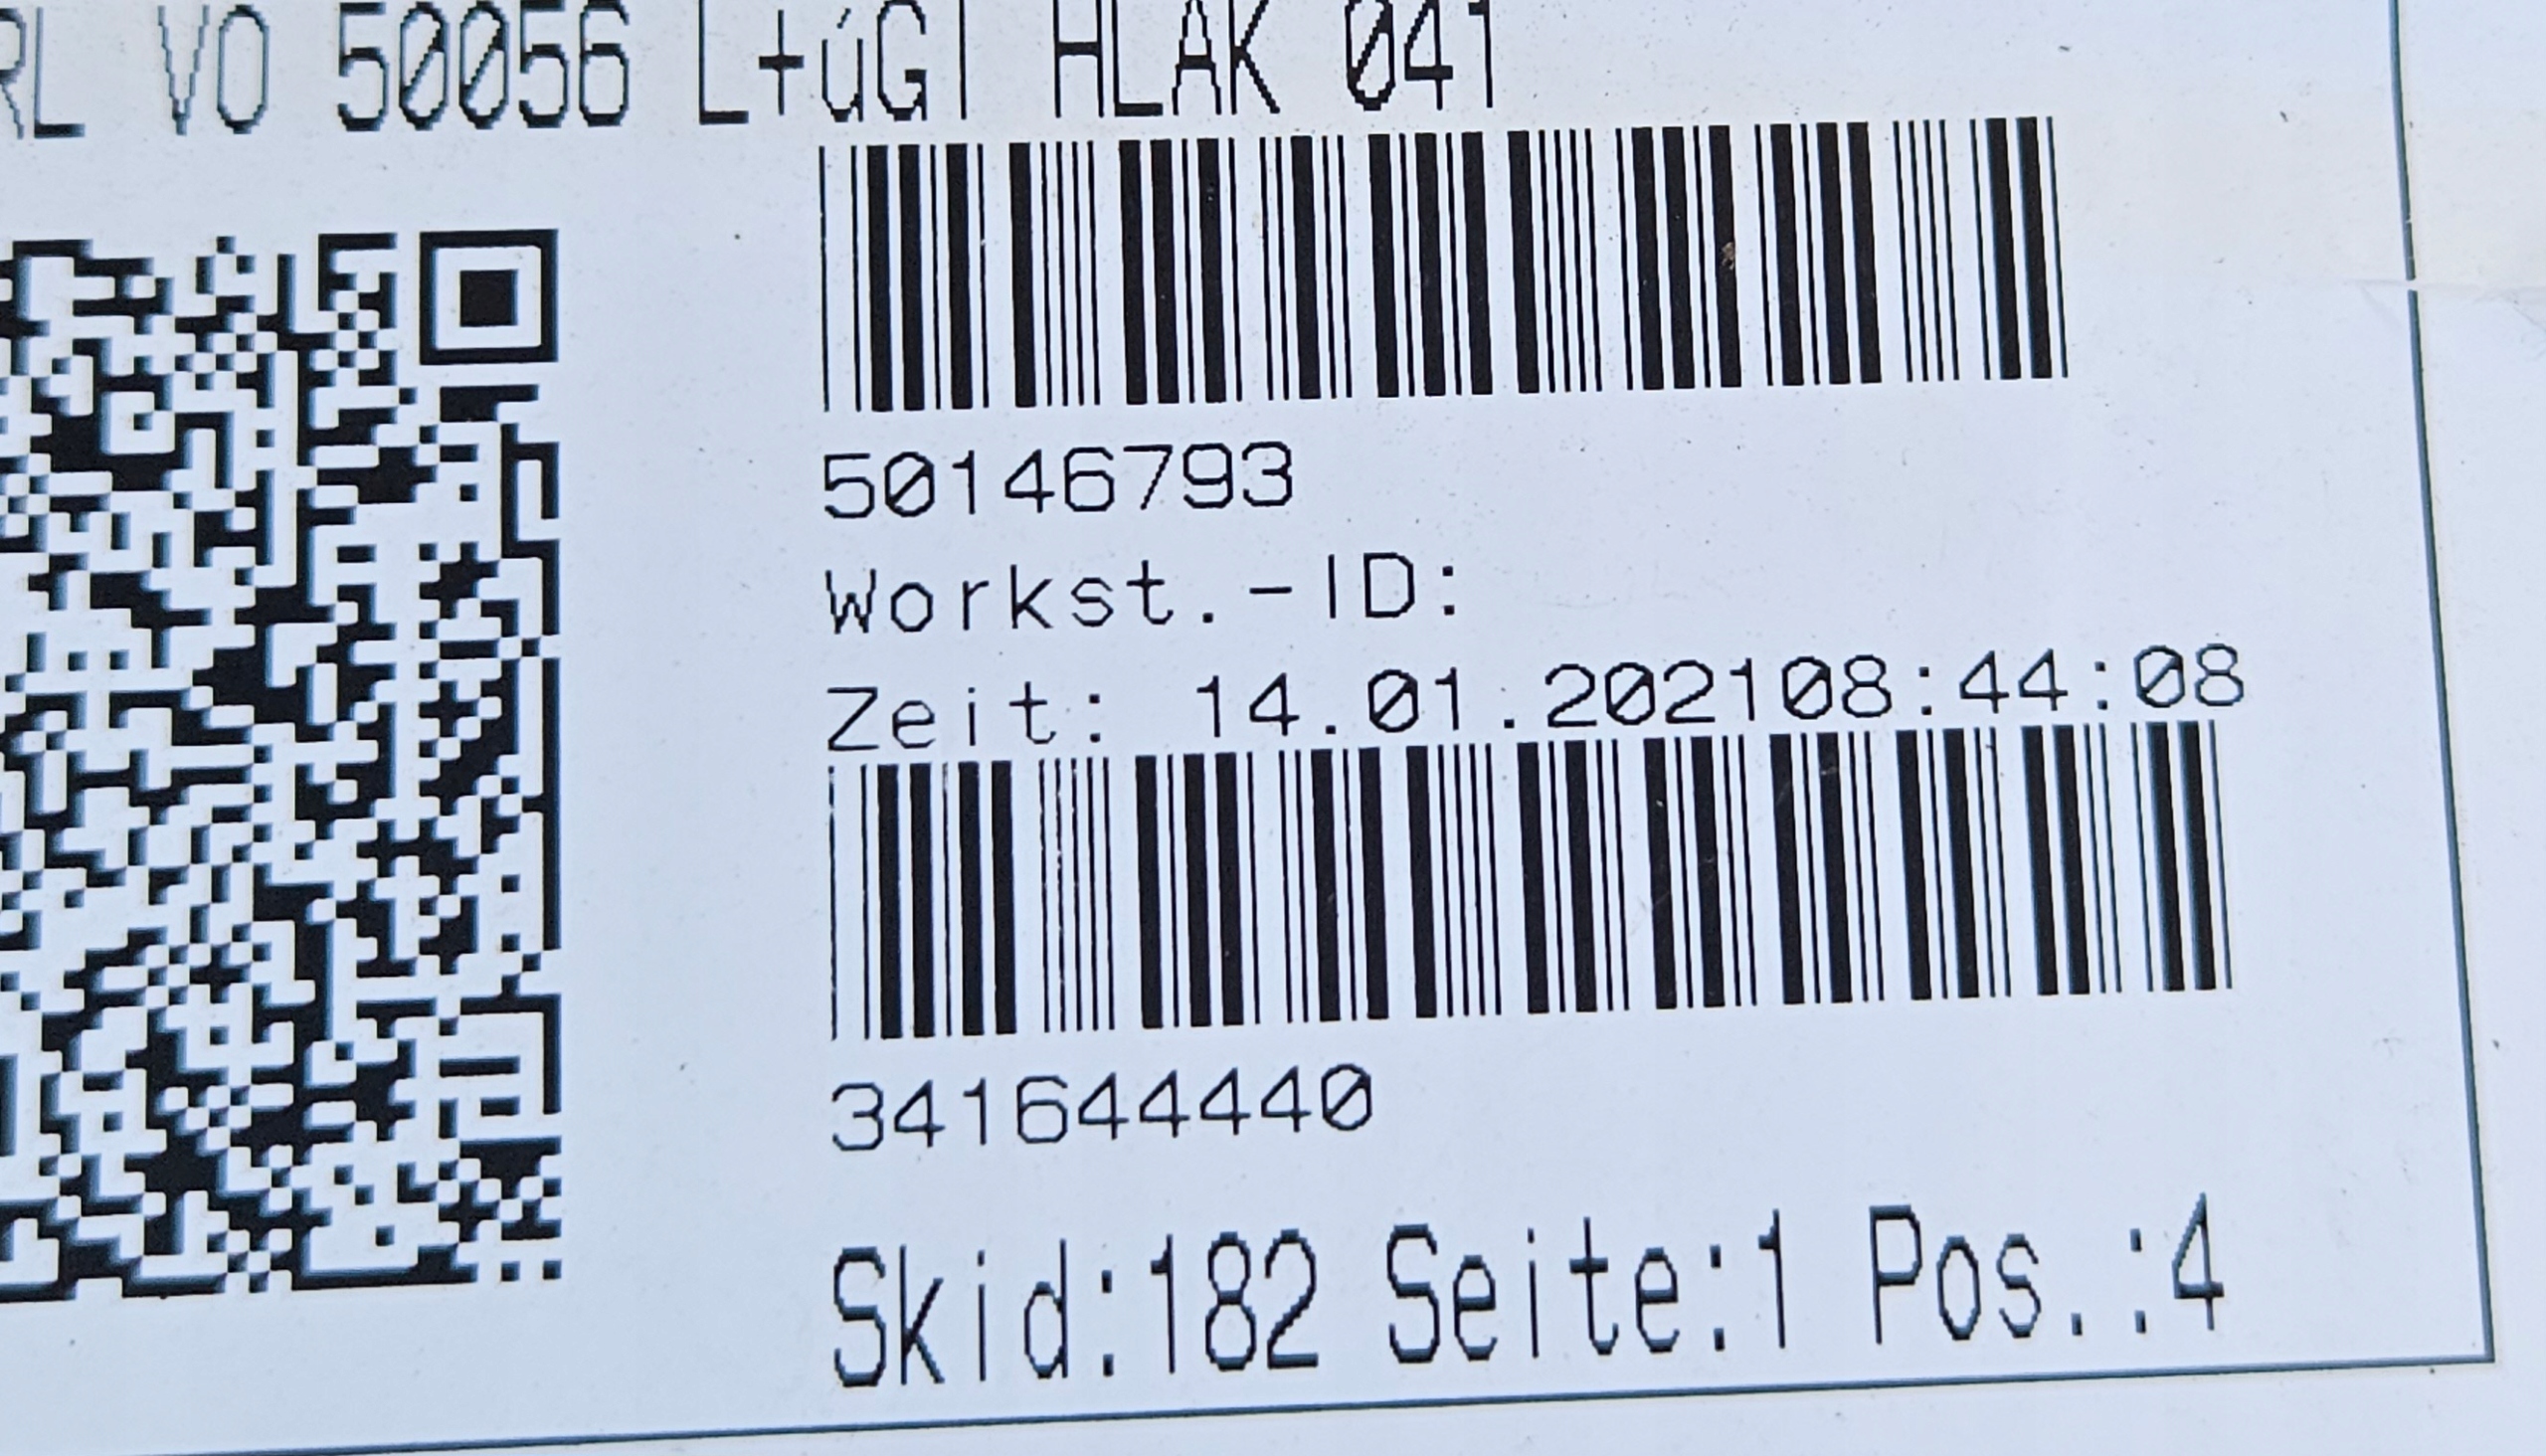 RL VO 50056 L+úGI HLAK 041
50146793
Workst.-ID:
Zeit: 14.01.202108:44:08
341644440
Skid:182 Seite:1 Pos.:4